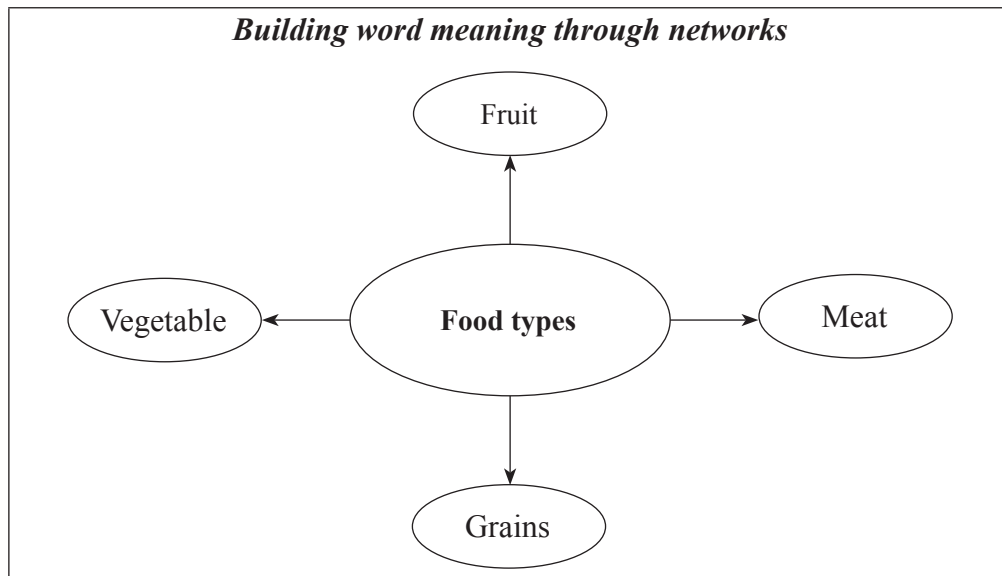 Building word meaning through networks
Fruit
Vegetable
Food types
Meat
Grains